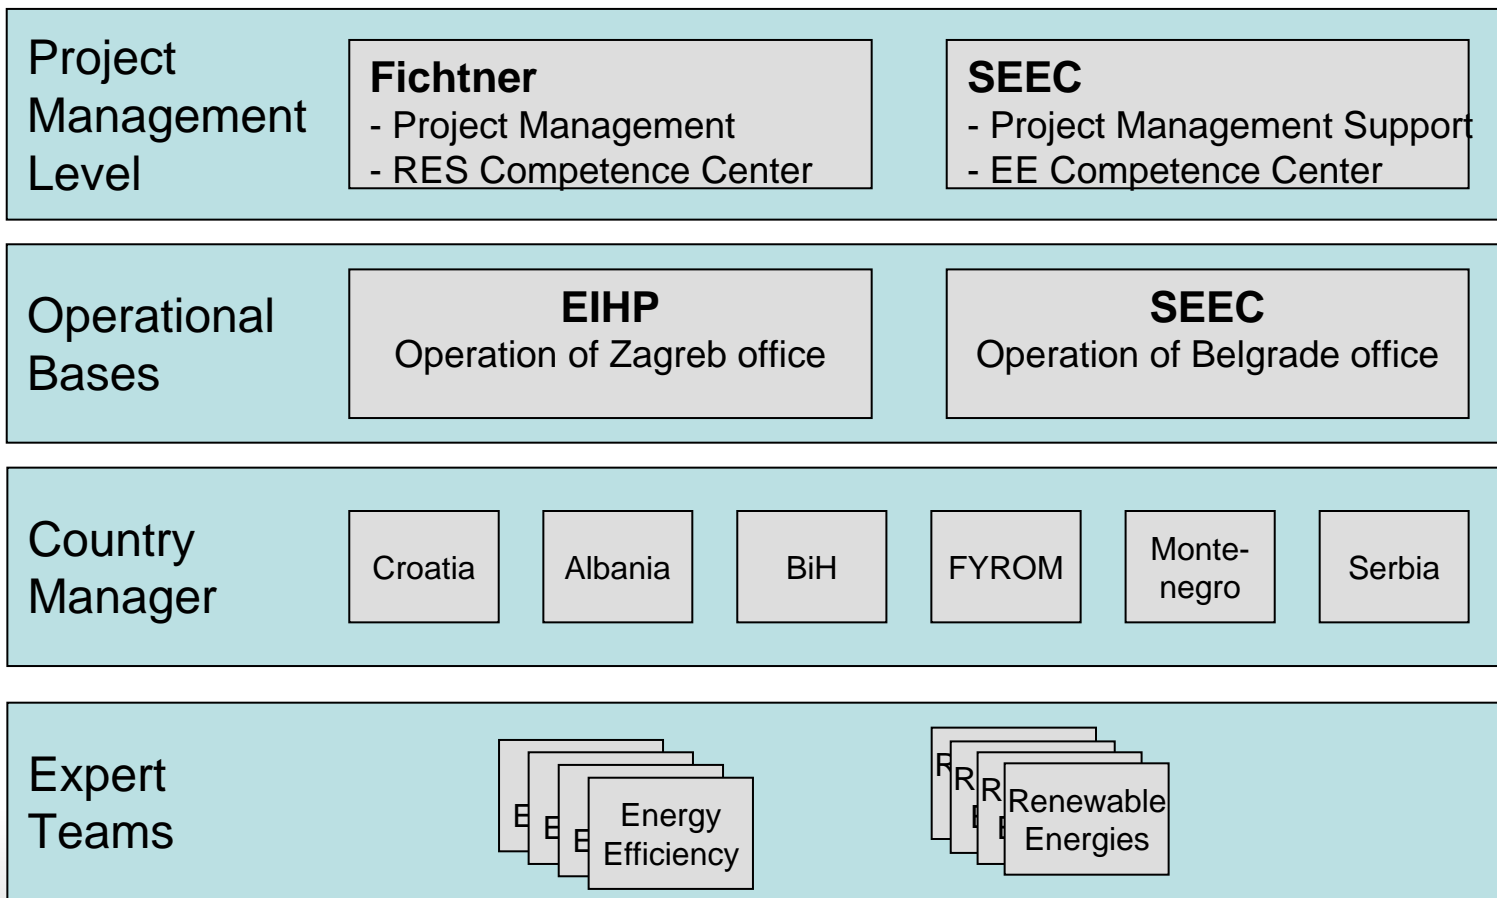 Project
Management
Level
Fichtner
- Project Management
- RES Competence Center
SEEC
- Project Management Support
- EE Competence Center
Operational
Bases
EIHP
Operation of Zagreb office
SEEC
Operation of Belgrade office
Country
Manager
Croatia
Albania
BiH
FYROM
Monte-
negro
Serbia
Expert
Teams
Energy
Efficiency
Renewable
Energies